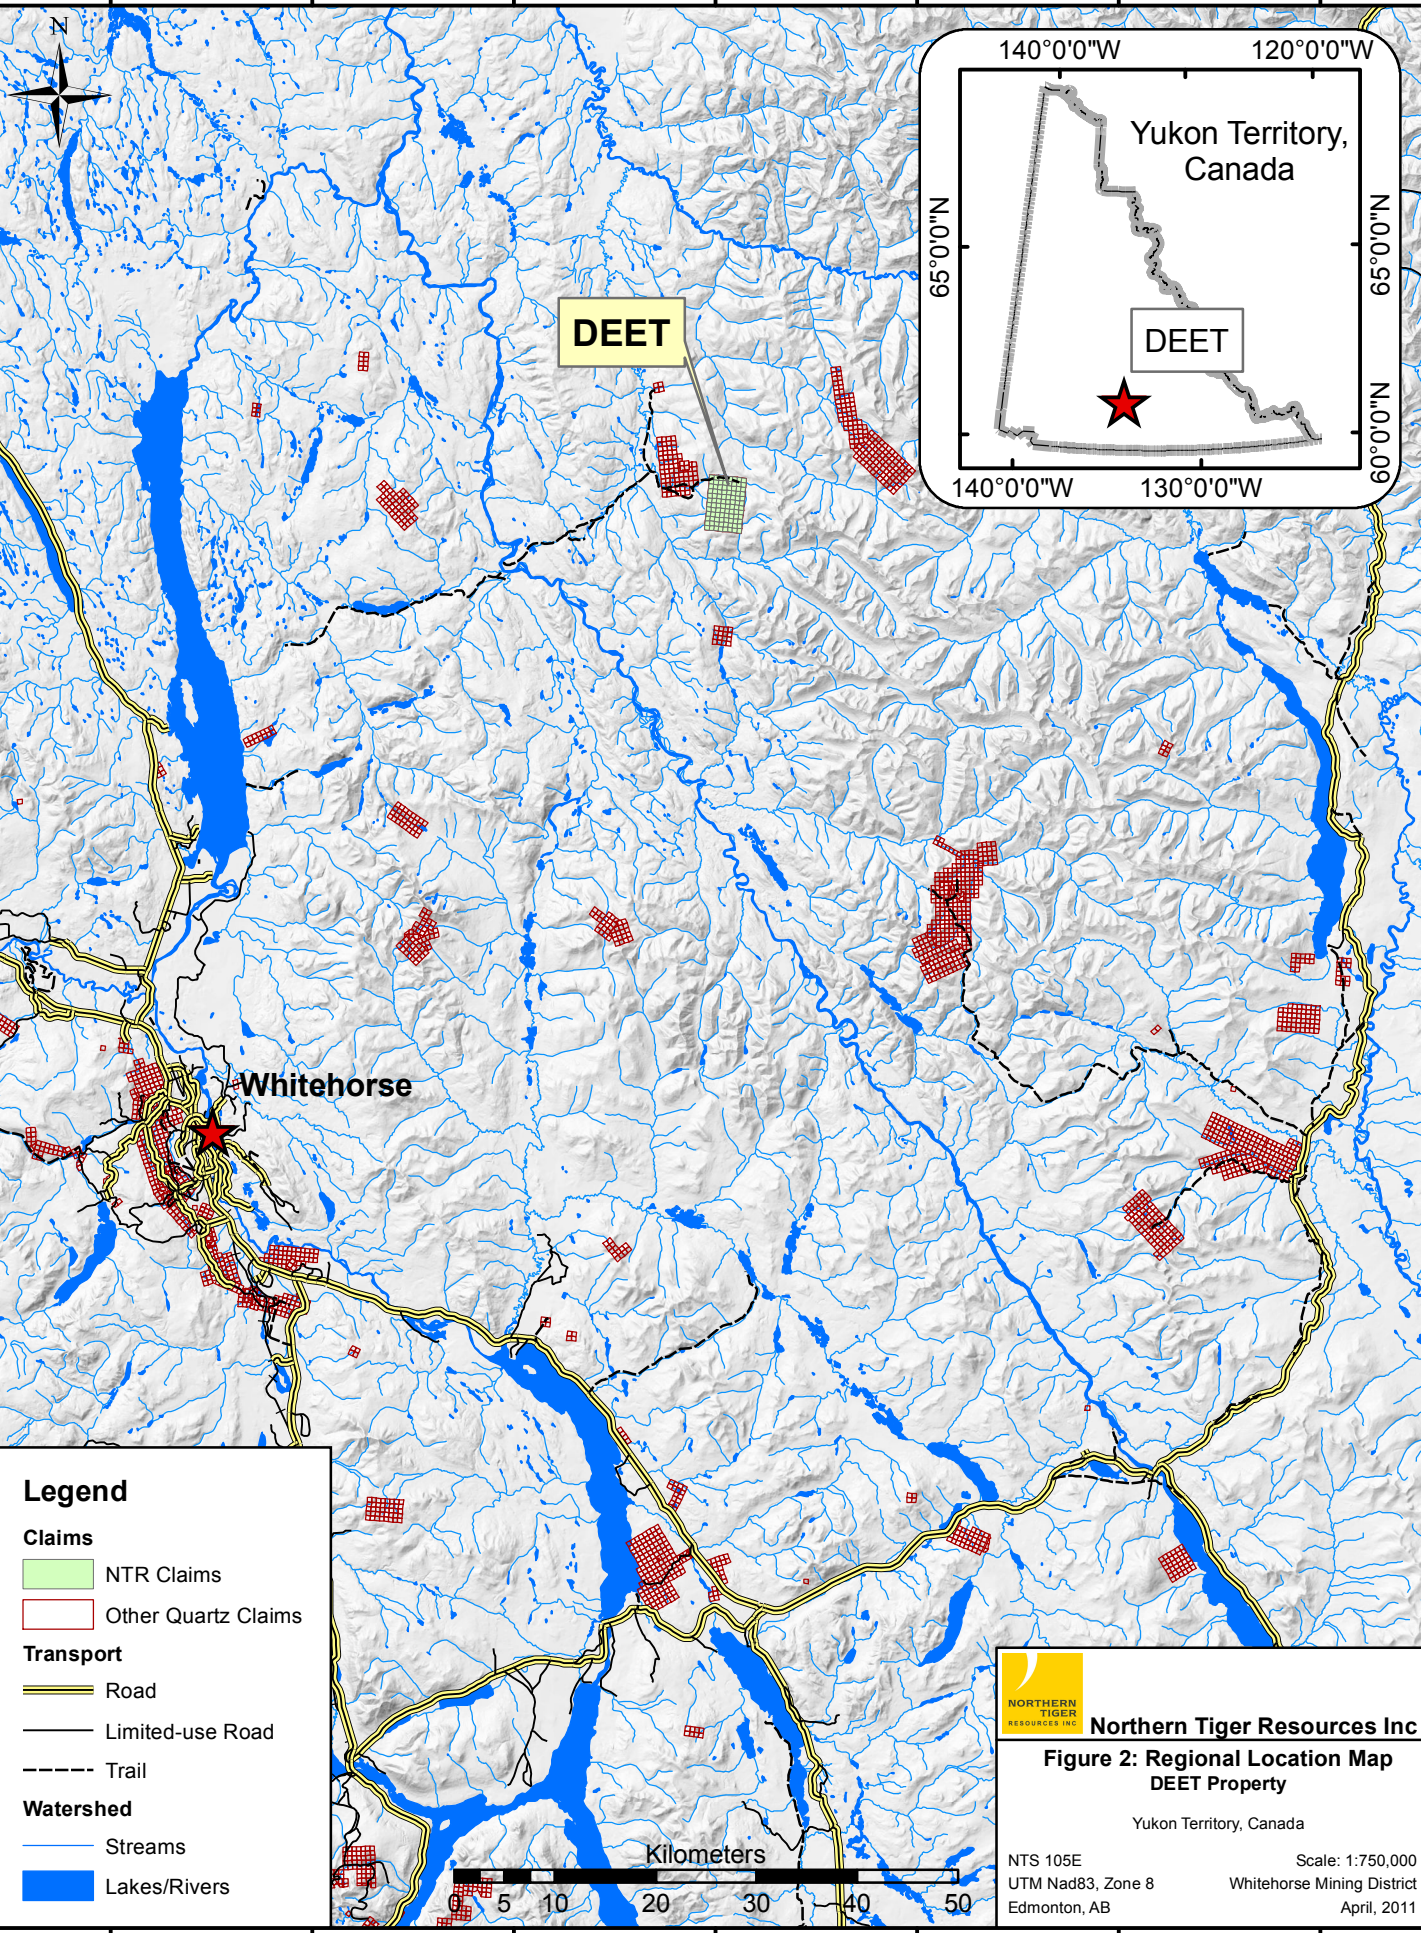 N
140°0'0"W 120°0'0"W
Yukon Territory,
Canada
65°0'0"N 65°0'0"N
DEET
60°0'0"N
140°0'0"W 130°0'0"W
DEET
Whitehorse
Legend
Claims
NTR Claims
Other Quartz Claims
Transport
Road
Limited-use Road
Trail
Watershed
Streams
Lakes/Rivers
Kilometers
0 5 10 20 30 40 50
NORTHERN
TIGER
RESOURCES INC
Northern Tiger Resources Inc
Figure 2: Regional Location Map
DEET Property
Yukon Territory, Canada
NTS 105E Scale: 1:750,000
UTM Nad83, Zone 8 Whitehorse Mining District
Edmonton, AB April, 2011